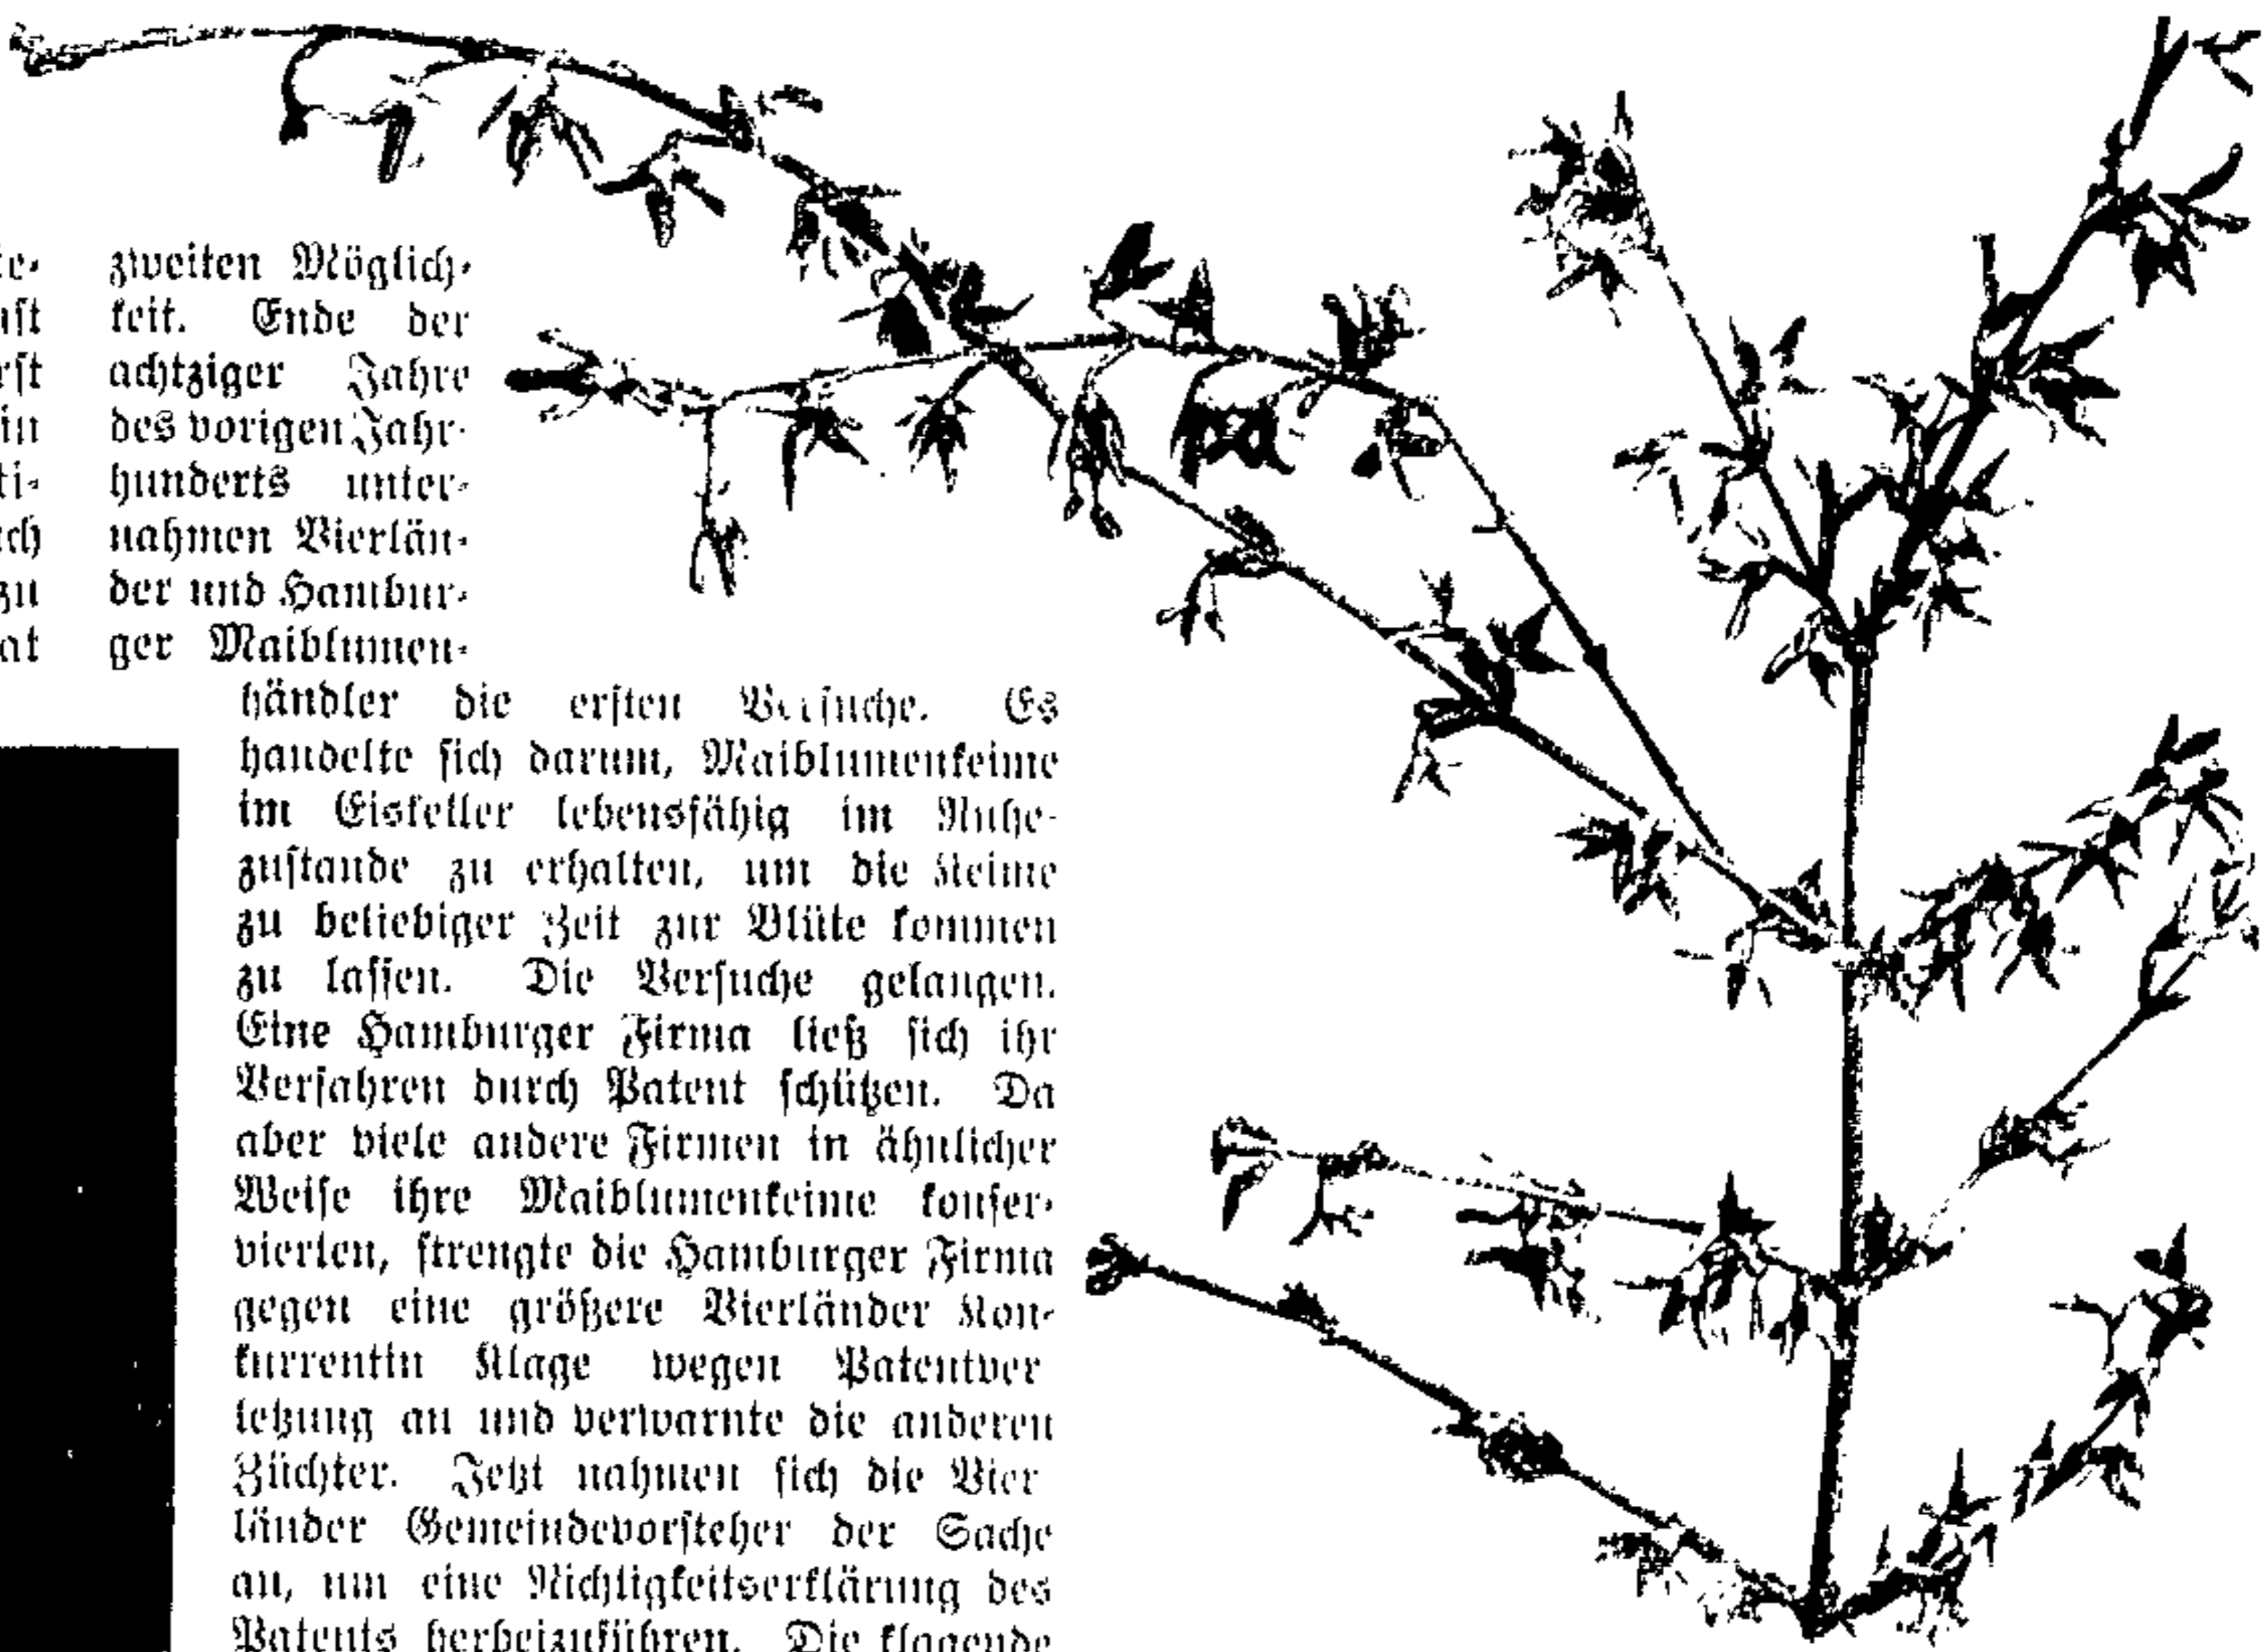 zweiten Möglich-
keit. Ende der
achtziger Jahre
des vorigen Jahr-
hunderts unter-
nahmen Vierlän-
der und Hambur-
ger Maiblumen-
händler die ersten Versuche. Es
handelte sich darum, Maiblumenkeime
im Eiskeller lebensfähig im Ruhe-
zustande zu erhalten, um die Keime
zu beliebiger Zeit zur Blüte kommen
zu lassen. Die Versuche gelangen.
Eine Hamburger Firma ließ sich ihr
Verfahren durch Patent schützen. Da
aber viele andere Firmen in ähnlicher
Weise ihre Maiblumenkeime konser-
vierten, strengte die Hamburger Firma
gegen eine größere Vierländer Kon-
kurrentin Klage wegen Patentver
letzung an und verwarnte die anderen
Züchter. Jetzt nahmen sich die Vier
länder Gemeindevorsteher der Sache
an, um eine Nichtigkeitserklärung des
Patents herbeizuführen. Die klagende